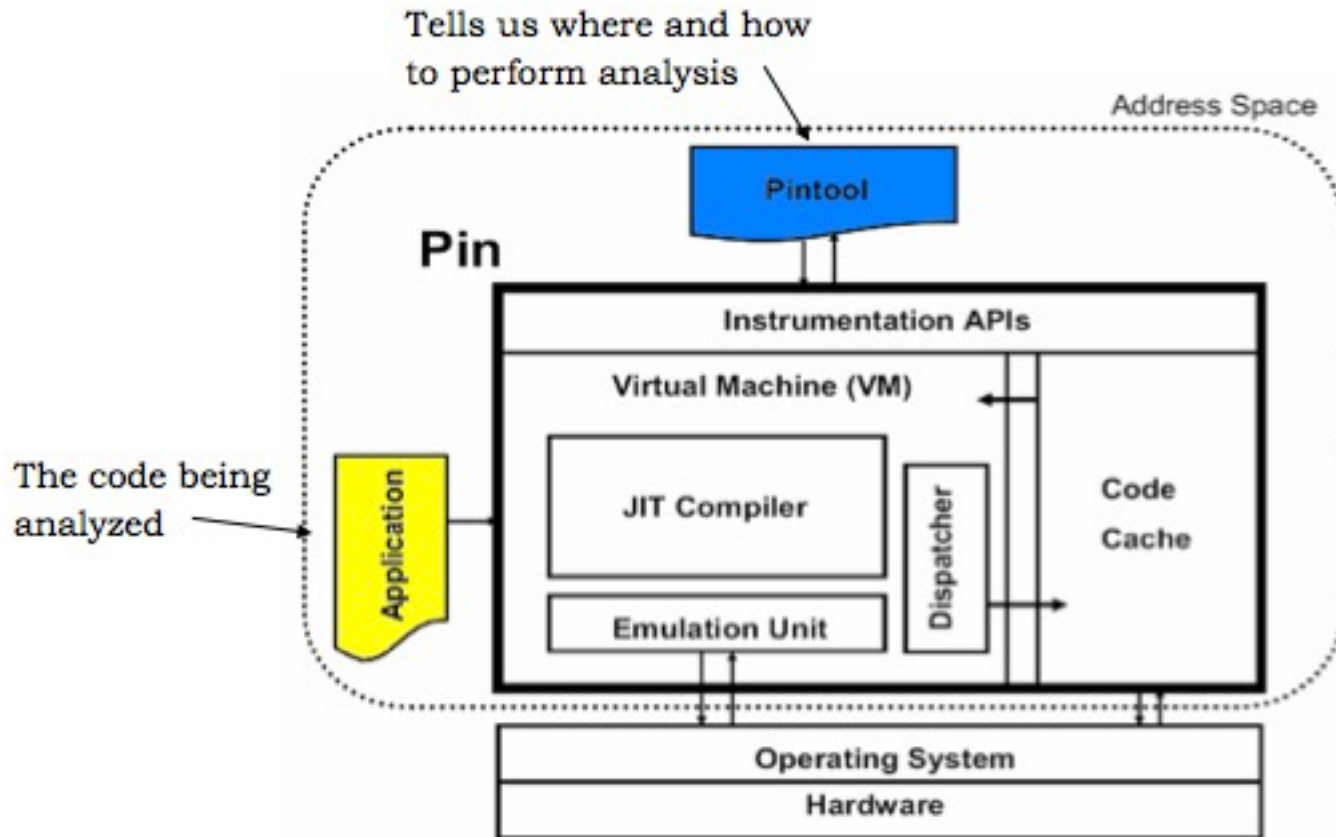 Tells us where and how
to perform analysis
Address Space
Pintool
Pin
Instrumentation APIs
Virtual Machine (VM)
The code being
analyzed
Application
JIT Compiler
Dispatcher
Code
Cache
Emulation Unit
Operating System
Hardware